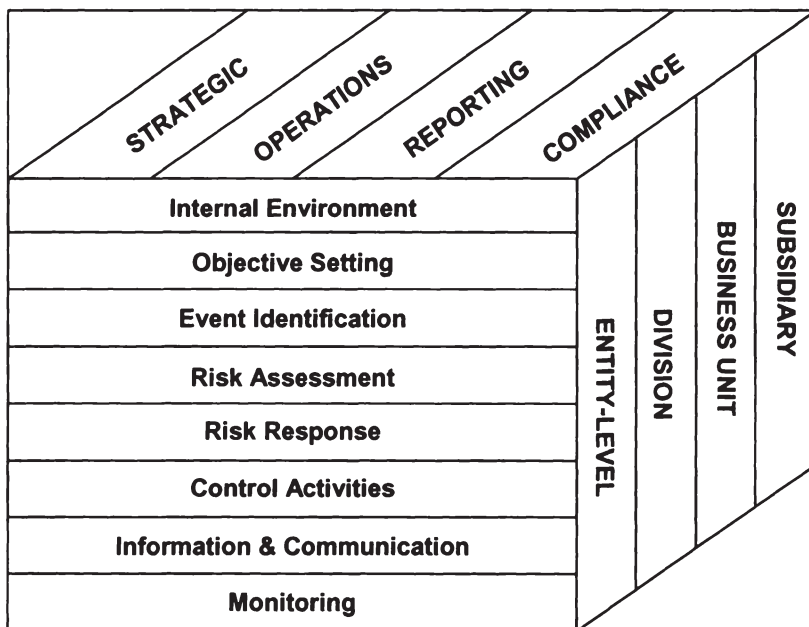 STRATEGIC
OPERATIONS
REPORTING
COMPLIANCE
Internal Environment
Objective Setting
Event Identification
Risk Assessment
Risk Response
Control Activities
Information & Communication
Monitoring
ENTITY-LEVEL
DIVISION
BUSINESS UNIT
SUBSIDIARY